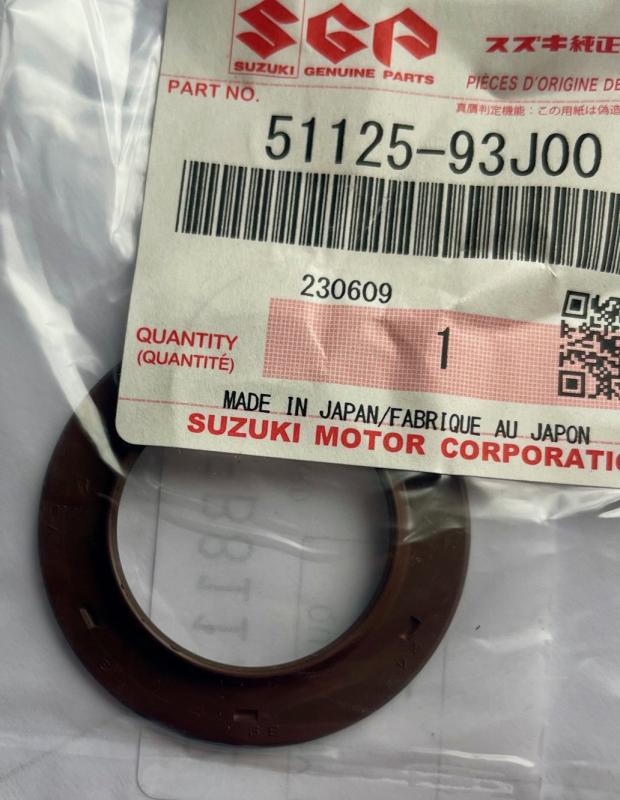 SGP
SUZUKI GENUINE PARTS
スズキ純正
PIÈCES D'ORIGINE DE
真贋判定機能：この用紙は偽造
PART NO.
51125-93J00
230609
QUANTITY
(QUANTITÉ)
1
MADE IN JAPAN/FABRIQUE AU JAPON
SUZUKI MOTOR CORPORATIO